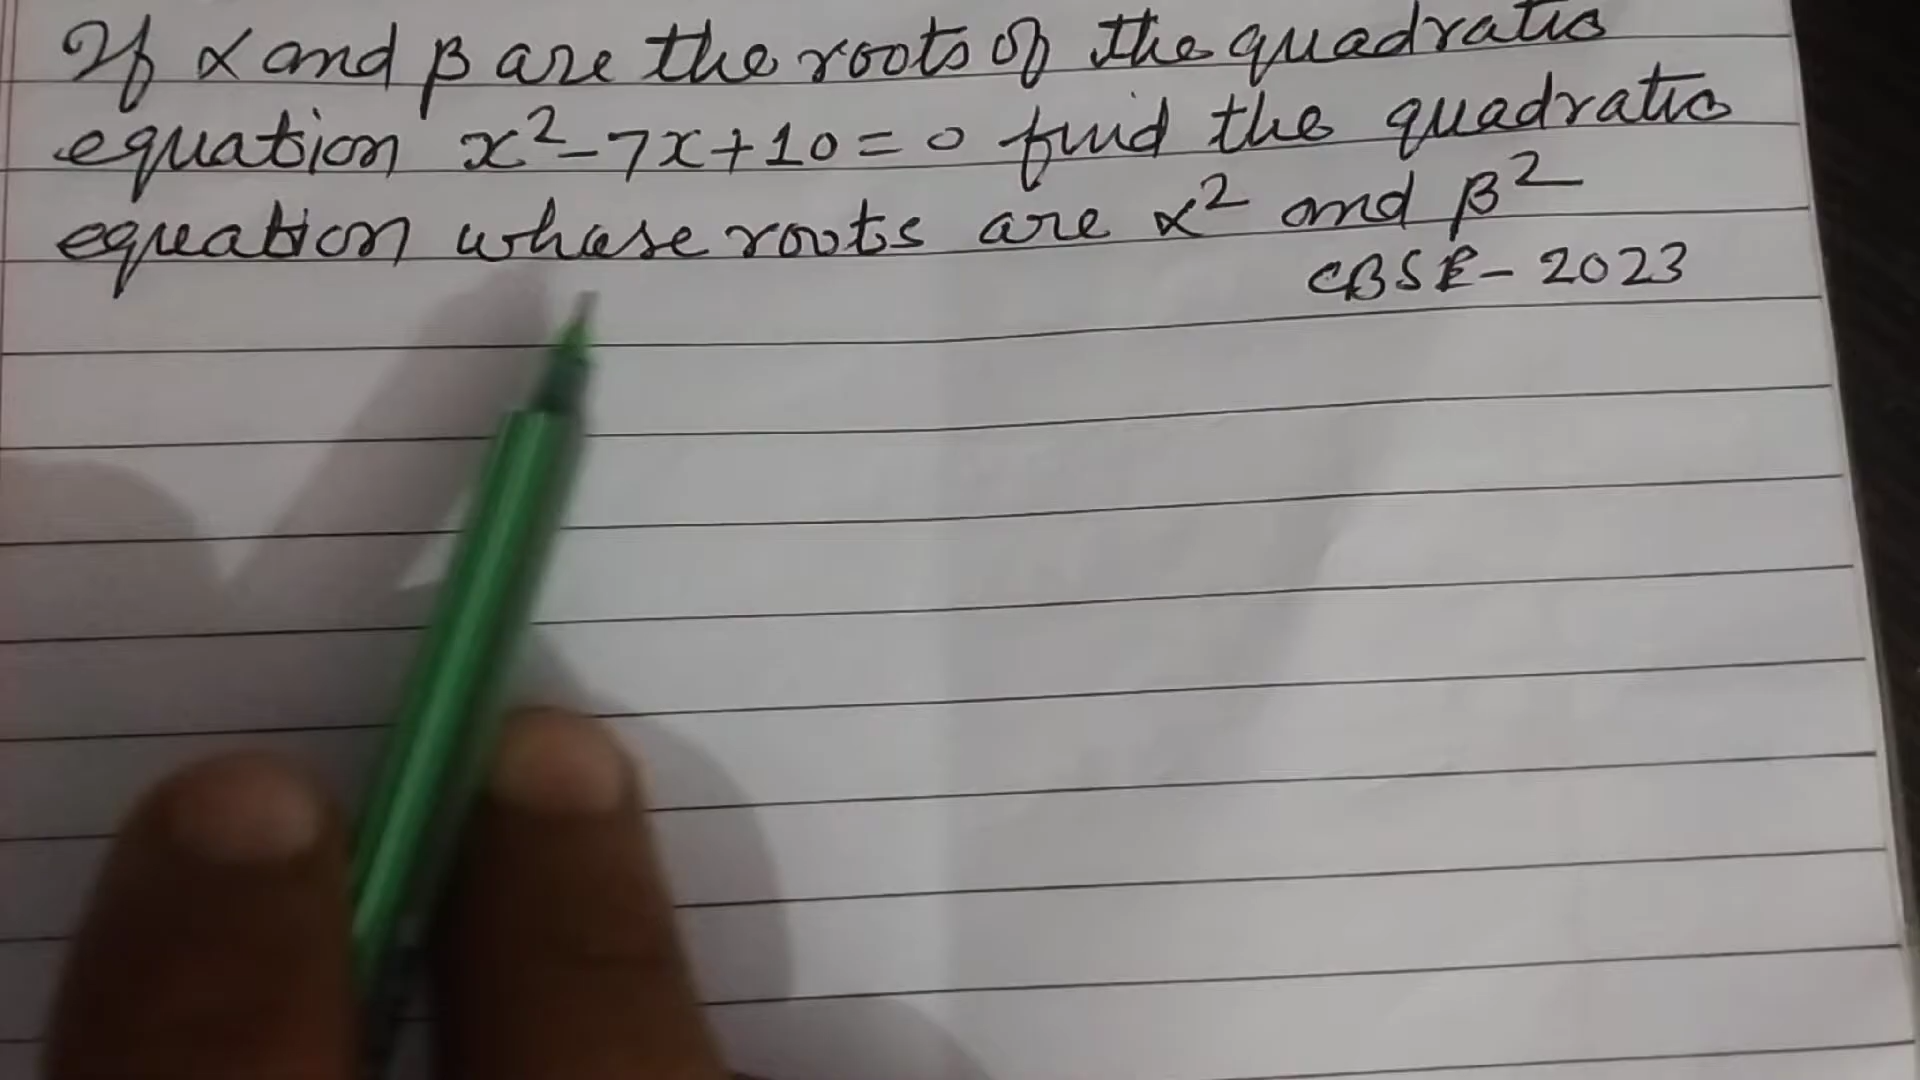 If α and β are the roots of the quadratic
equation x²-7x+10=0 find the quadratic
equation whose roots are α² and β²
CBSE-2023